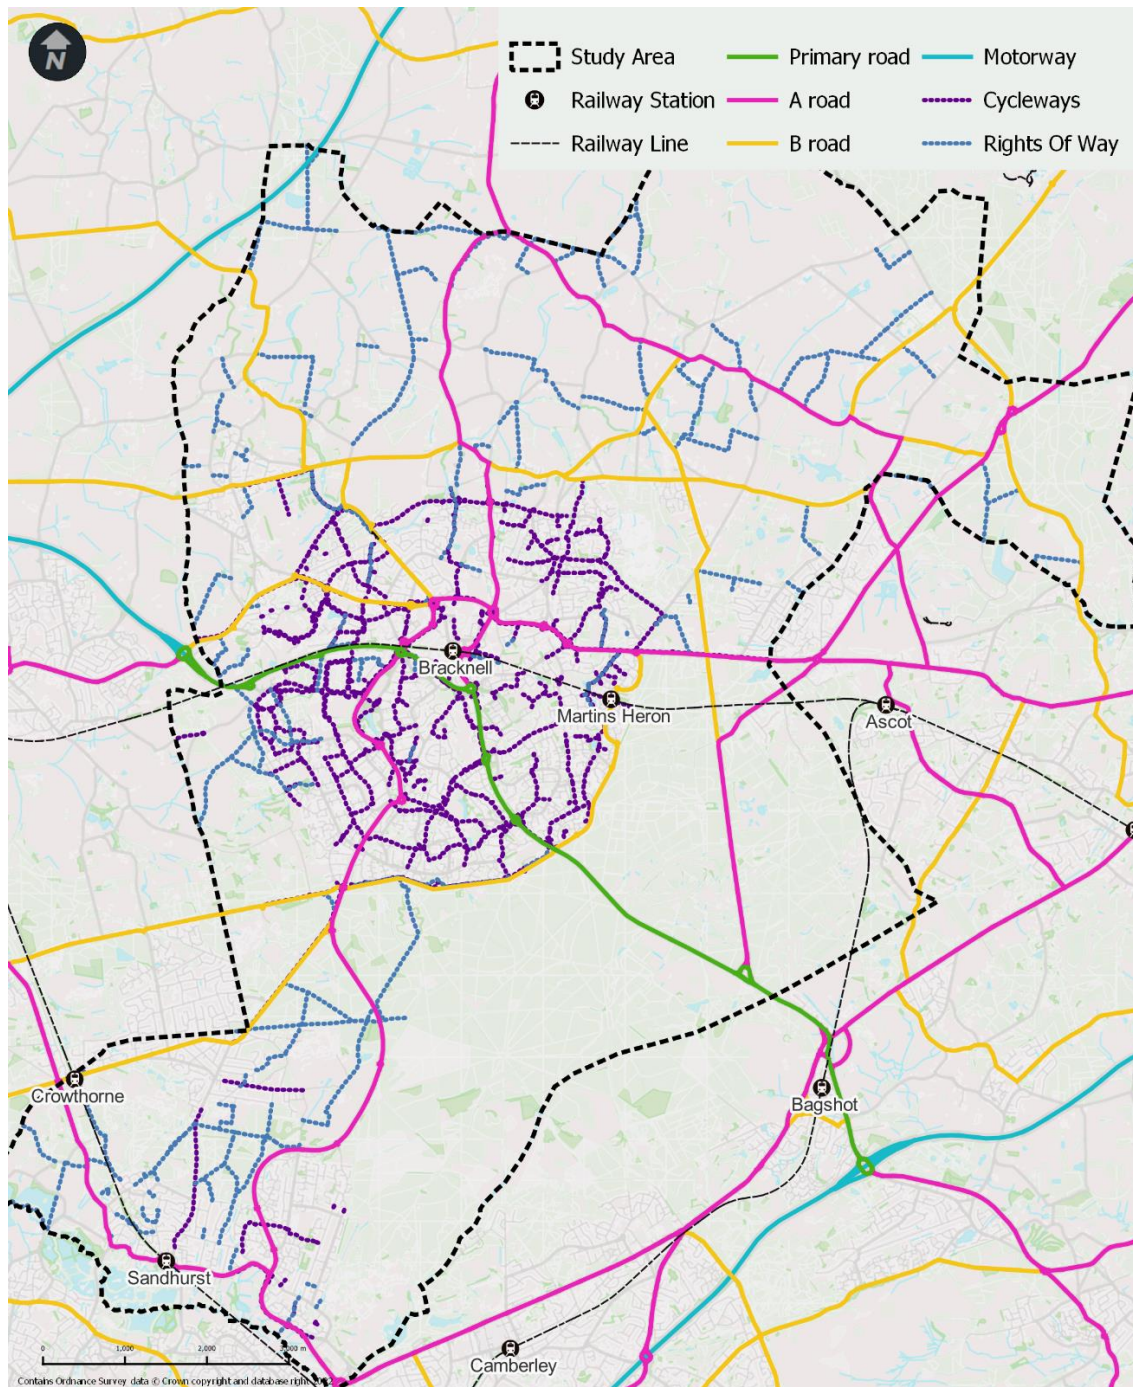 N
Study Area
Primary road
Motorway
Railway Station
A road
Cycleways
Railway Line
B road
Rights Of Way
Bracknell
Martins Heron
Ascot
Crowthorne
Bagshot
Sandhurst
Camberley
0 1,000 2,000 3,000 m
Contains Ordnance Survey data © Crown copyright and database right